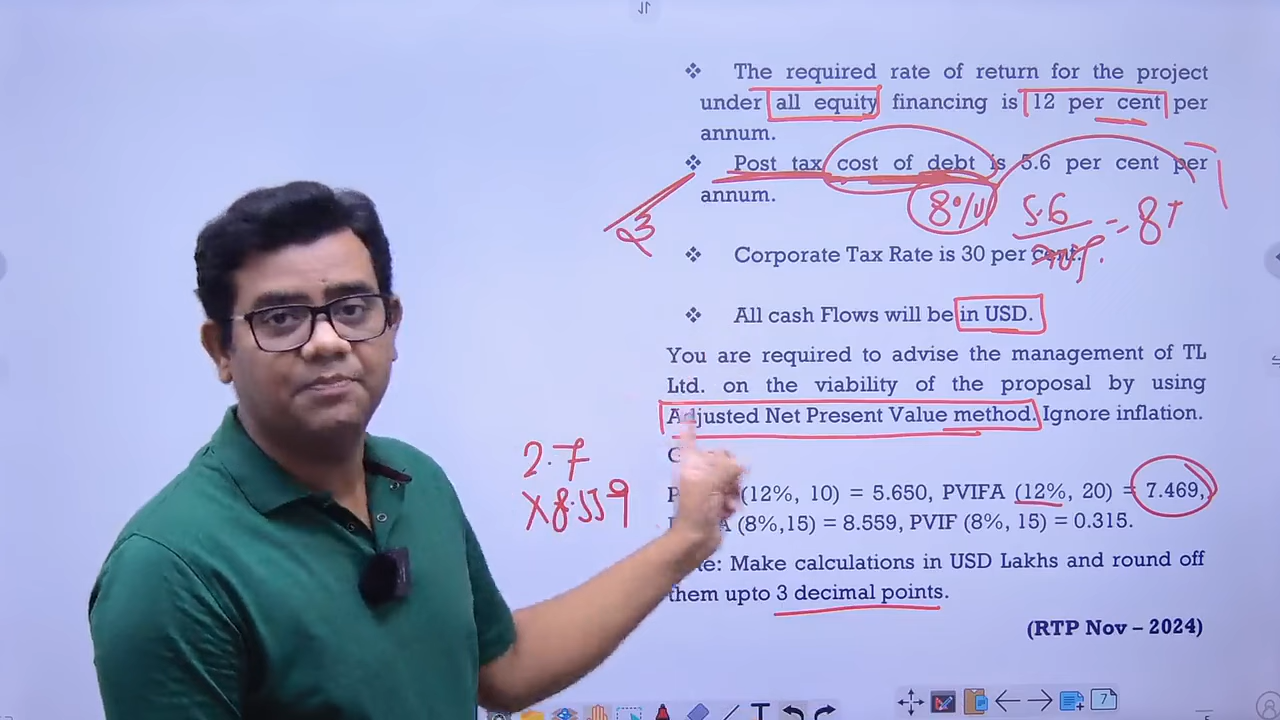 ❖ The required rate of return for the project
under all equity financing is 12 per cent per
annum.
❖ Post tax cost of debt is 5.6 per cent per
annum.
8%
5.6
= 8%
❖ Corporate Tax Rate is 30 per cent.
❖ All cash Flows will be in USD.
You are required to advise the management of TL
Ltd. on the viability of the proposal by using
Adjusted Net Present Value method. Ignore inflation.
2.7
X8.559
(12%, 10) = 5.650, PVIFA (12%, 20) = 7.469,
(8%,15) = 8.559, PVIF (8%, 15) = 0.315.
Make calculations in USD Lakhs and round off
them upto 3 decimal points.
(RTP Nov – 2024)
7